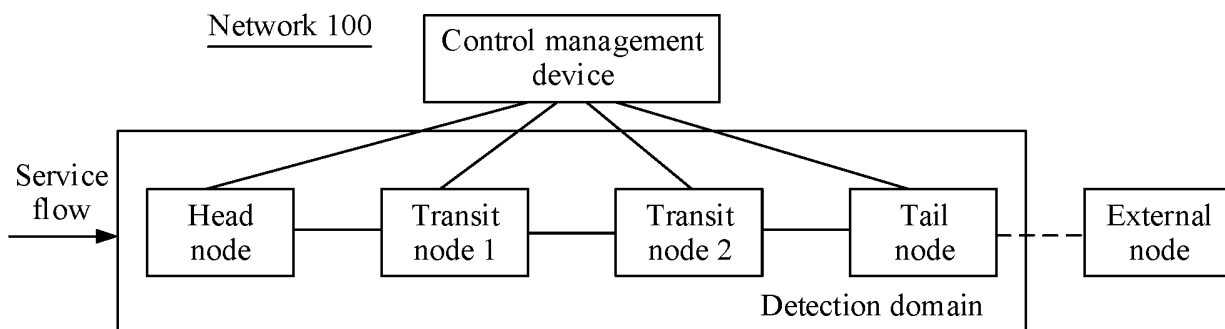 Network 100
Control management
device
Service
flow
Head
node
Transit
node 1
Transit
node 2
Tail
node
External
node
Detection domain